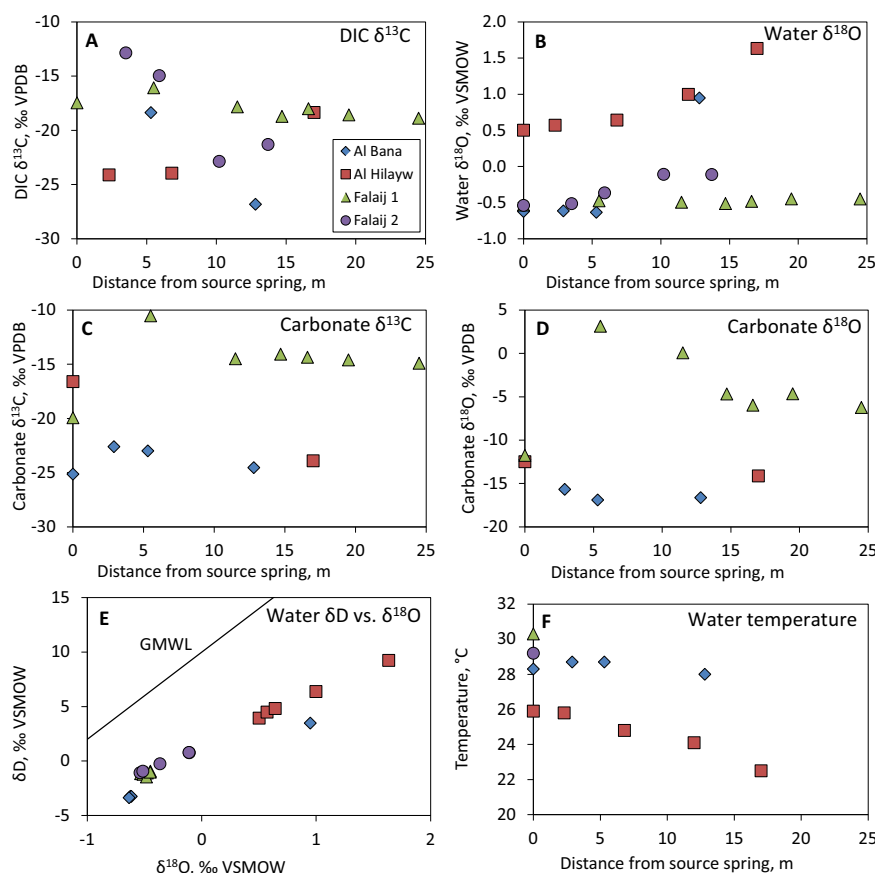 A
DIC δ¹³C
DIC δ¹³C, ‰ VPDB
-10
-15
-20
-25
-30
0 5 10 15 20 25
Distance from source spring, m
Al Bana
Al Hilayw
Falaij 1
Falaij 2
B
Water δ¹⁸O
Water δ¹⁸O, ‰ VSMOW
2.0
1.5
1.0
0.5
0.0
-0.5
-1.0
0 5 10 15 20 25
Distance from source spring, m
C
Carbonate δ¹³C
Carbonate δ¹³C, ‰ VPDB
-10
-15
-20
-25
-30
0 5 10 15 20 25
Distance from source spring, m
D
Carbonate δ¹⁸O
Carbonate δ¹⁸O, ‰ VPDB
5
0
-5
-10
-15
-20
0 5 10 15 20 25
Distance from source spring, m
E
Water δD vs. δ¹⁸O
GMWL
δD, ‰ VSMOW
15
10
5
0
-5
-1 0 1 2
δ¹⁸O, ‰ VSMOW
F
Water temperature
Temperature, °C
32
30
28
26
24
22
20
0 5 10 15 20 25
Distance from source spring, m